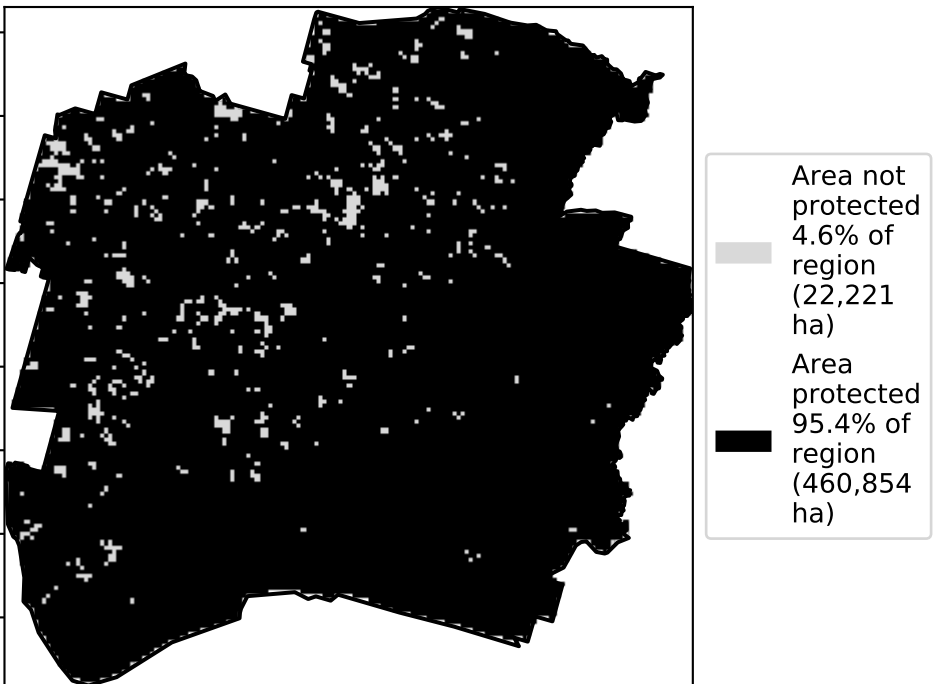 Area not
protected
4.6% of
region
(22,221
ha)
Area
protected
95.4% of
region
(460,854
ha)